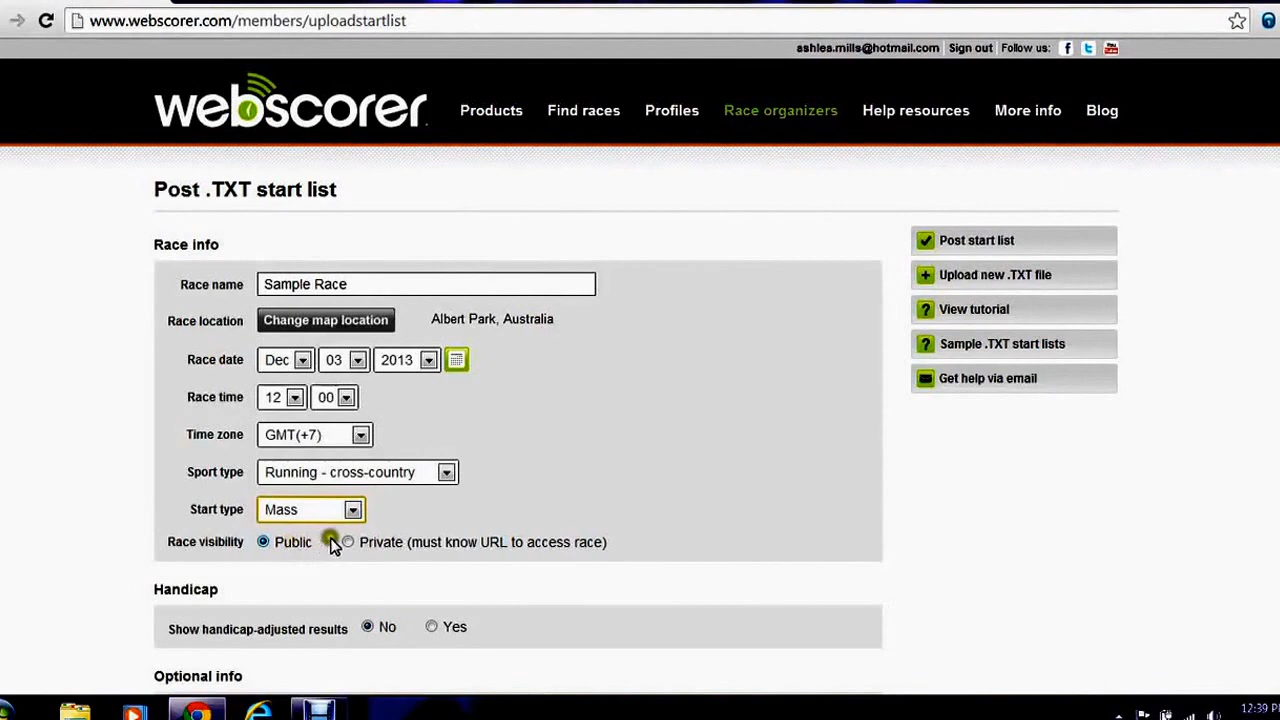 www.webscorer.com/members/uploadstartlist
ashlea.mills@hotmail.com Sign out Follow us:
webscorer Products Find races Profiles Race organizers Help resources More info Blog
Post .TXT start list
Race info
Race name Sample Race
Race location Change map location Albert Park, Australia
Race date Dec 03 2013
Race time 12 00
Time zone GMT(+7)
Sport type Running - cross-country
Start type Mass
Race visibility Public Private (must know URL to access race)
Handicap
Show handicap-adjusted results No Yes
Optional info
Post start list
Upload new .TXT file
View tutorial
Sample .TXT start lists
Get help via email
12:39 PM